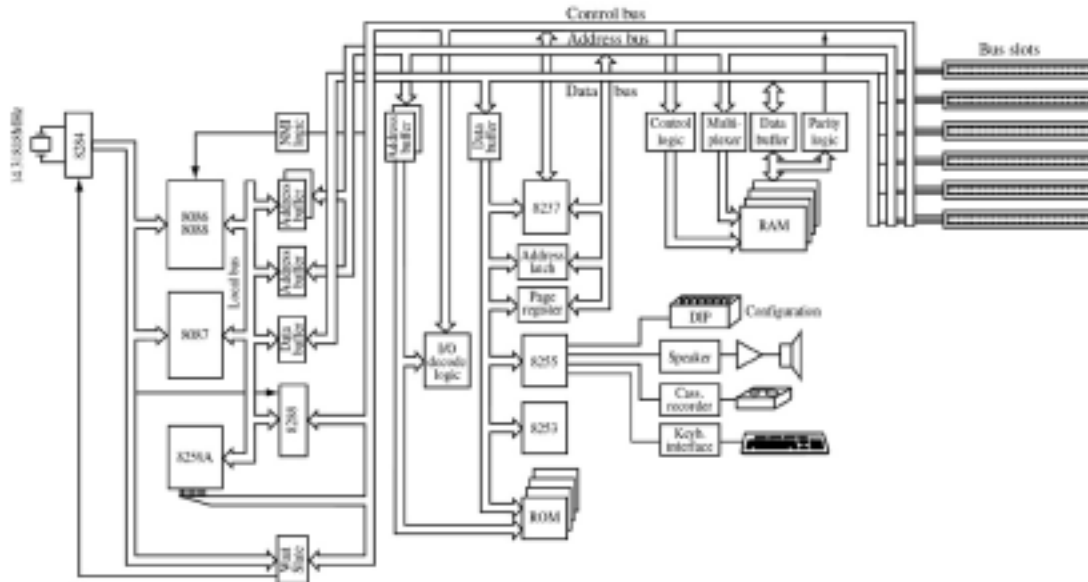 Control bus
Address bus
Data bus
Bus slots
14.31818MHz
8284
NMI
logic
Address
buffer
Data
buffer
Control
logic
Multi-
plexer
Data
buffer
Parity
logic
8086
8088
Address
buffer
8237
RAM
Local bus
Address
buffer
Address
latch
Page
register
8087
Data
buffer
I/O
decode
logic
8255
DIP
Configuration
Speaker
Cass.
recorder
Keyb.
interface
8288
8253
8259A
ROM
Wait
State